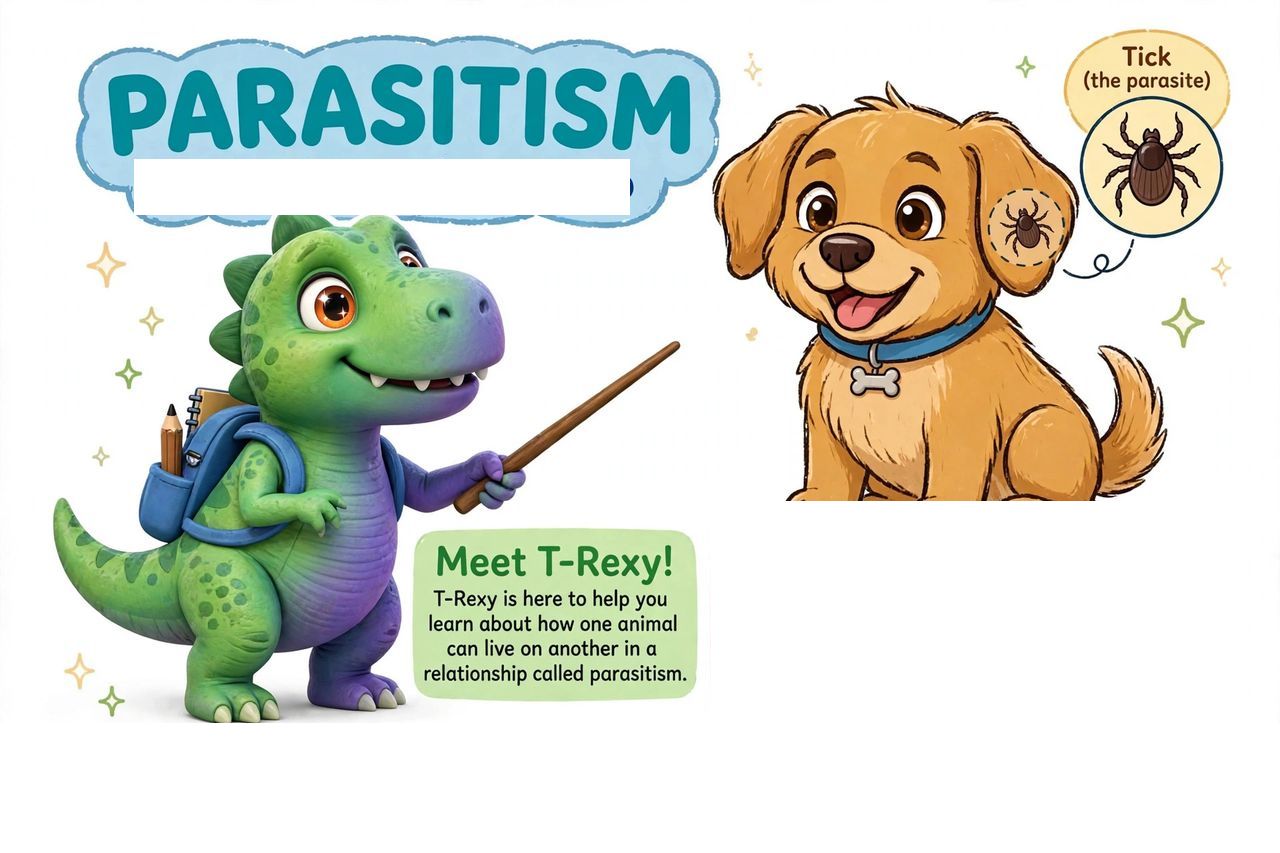 PARASITISM
Tick
(the parasite)
Meet T-Rexy!
T-Rexy is here to help you
learn about how one animal
can live on another in a
relationship called parasitism.